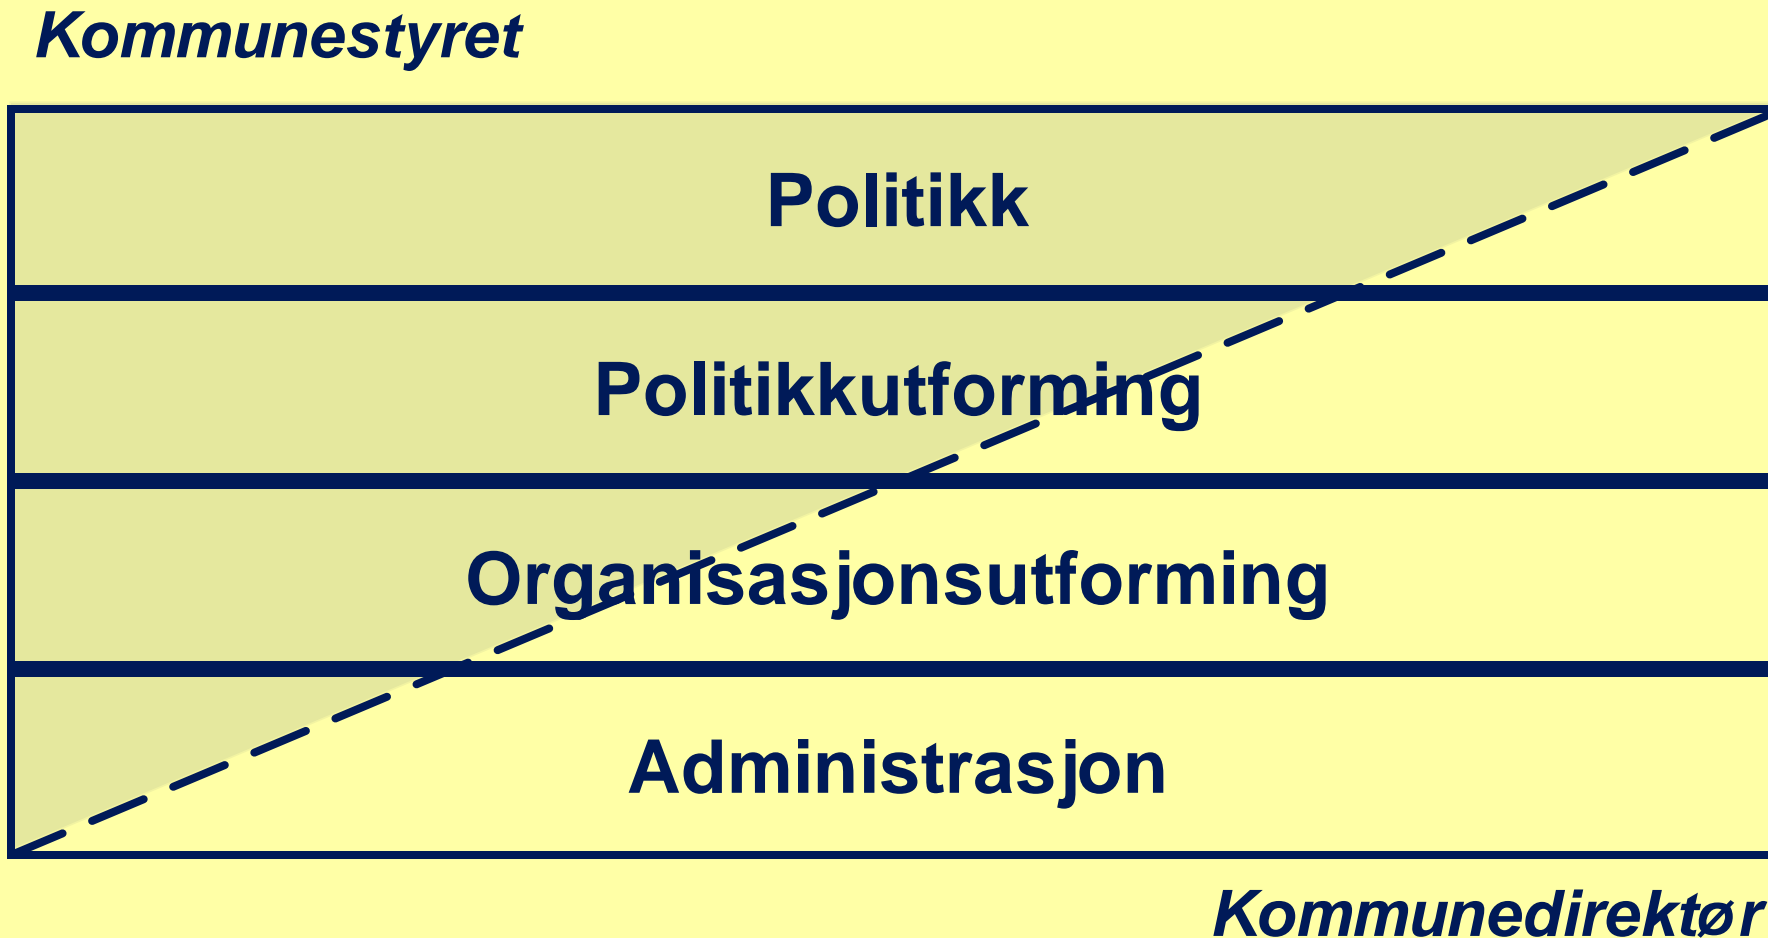 Kommunestyret
Politikk
Politikkutforming
Organisasjonsutforming
Administrasjon
Kommunedirektør